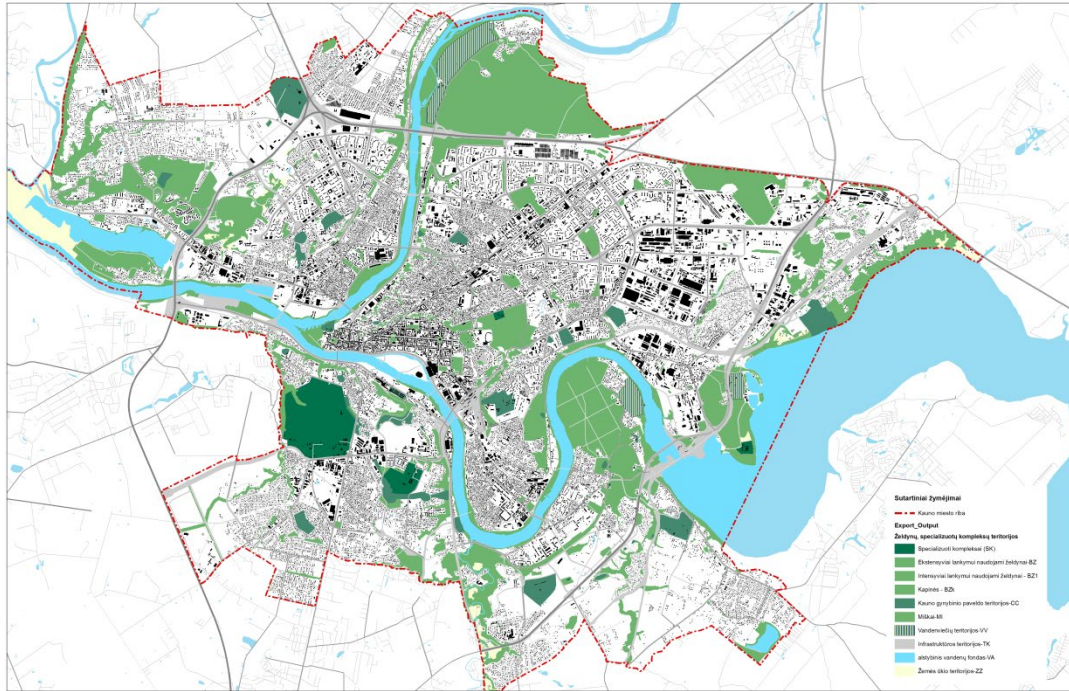 Sutartiniai žymėjimai
Kauno miesto riba
Export_Output
Želdynų, specializuotų kompleksų teritorijos
Specializuoti kompleksai (SK)
Ekstensyviai lankymui naudojami želdynai-BZ
Intensyviai lankymui naudojami želdynai - BZ1
Kapinės - BZk
Kauno gynybinio paveldo teritorijos-CC
Miškai-MI
Vandenviečių teritorijos-VV
Infrastruktūros teritorijos-TK
alstybinis vandenų fondas-VA
Žemės ūkio teritorijos-ZZ